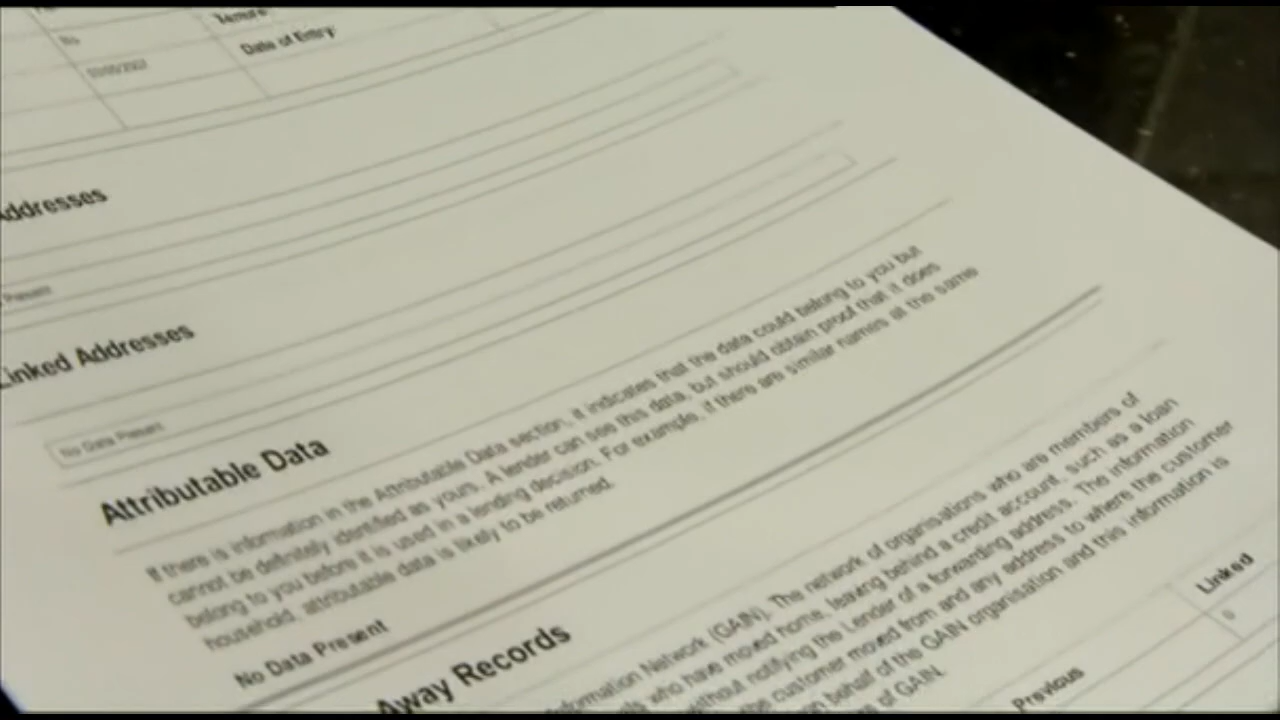 Tenure:
Date of Entry:
Addresses
Present
Linked Addresses
No Data Present
Attributable Data
If there is information in the Attributable Data section, it indicates that the data could belong to you but
cannot be definitely identified as yours. A lender can see this data, but should obtain proof that it does
belong to you before it is used in a lending decision. For example, if there are similar names at the same
household, attributable data is likely to be returned.
No Data Present
Away Records
Information Network (GAIN). The network of organisations who are members of
who have moved home, leaving behind a credit account, such as a loan
without notifying the Lender of a forwarding address. The information
the customer moved from and any address to where the customer
on behalf of the GAIN organisation and this information is
of GAIN.
Previous
Linked
0